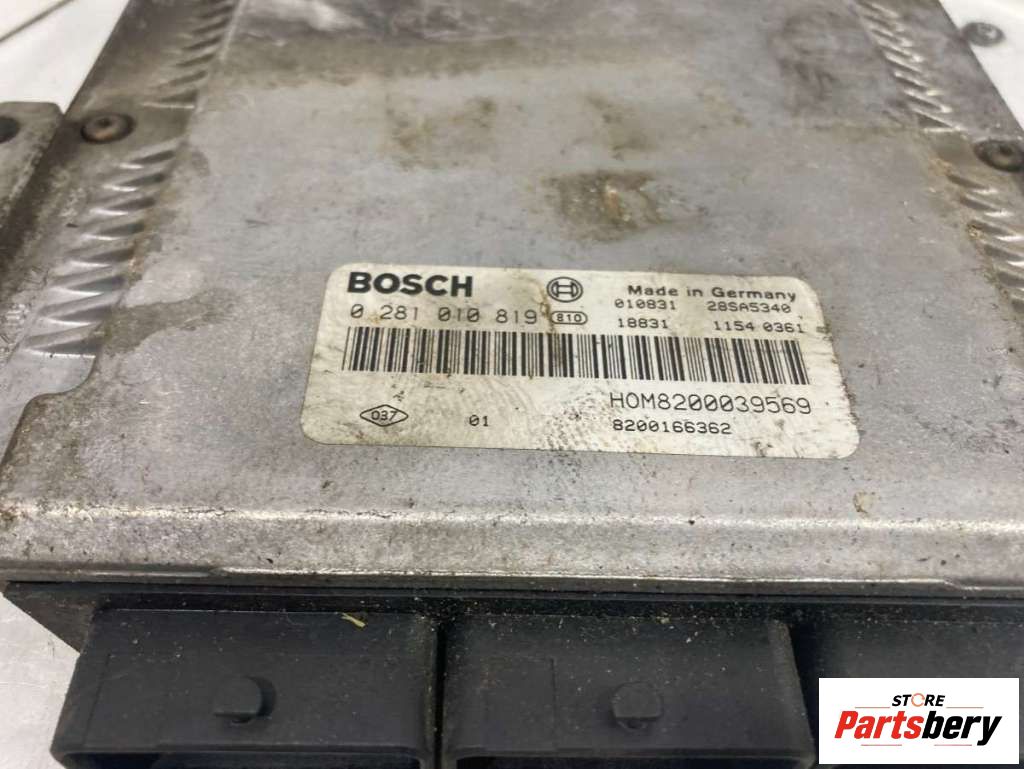 BOSCH Made in Germany
010831 28SA5340
0 281 010 819 810 18831 1154 0361
HOM8200039569
D37 01 8200166362
STORE
Partsbery